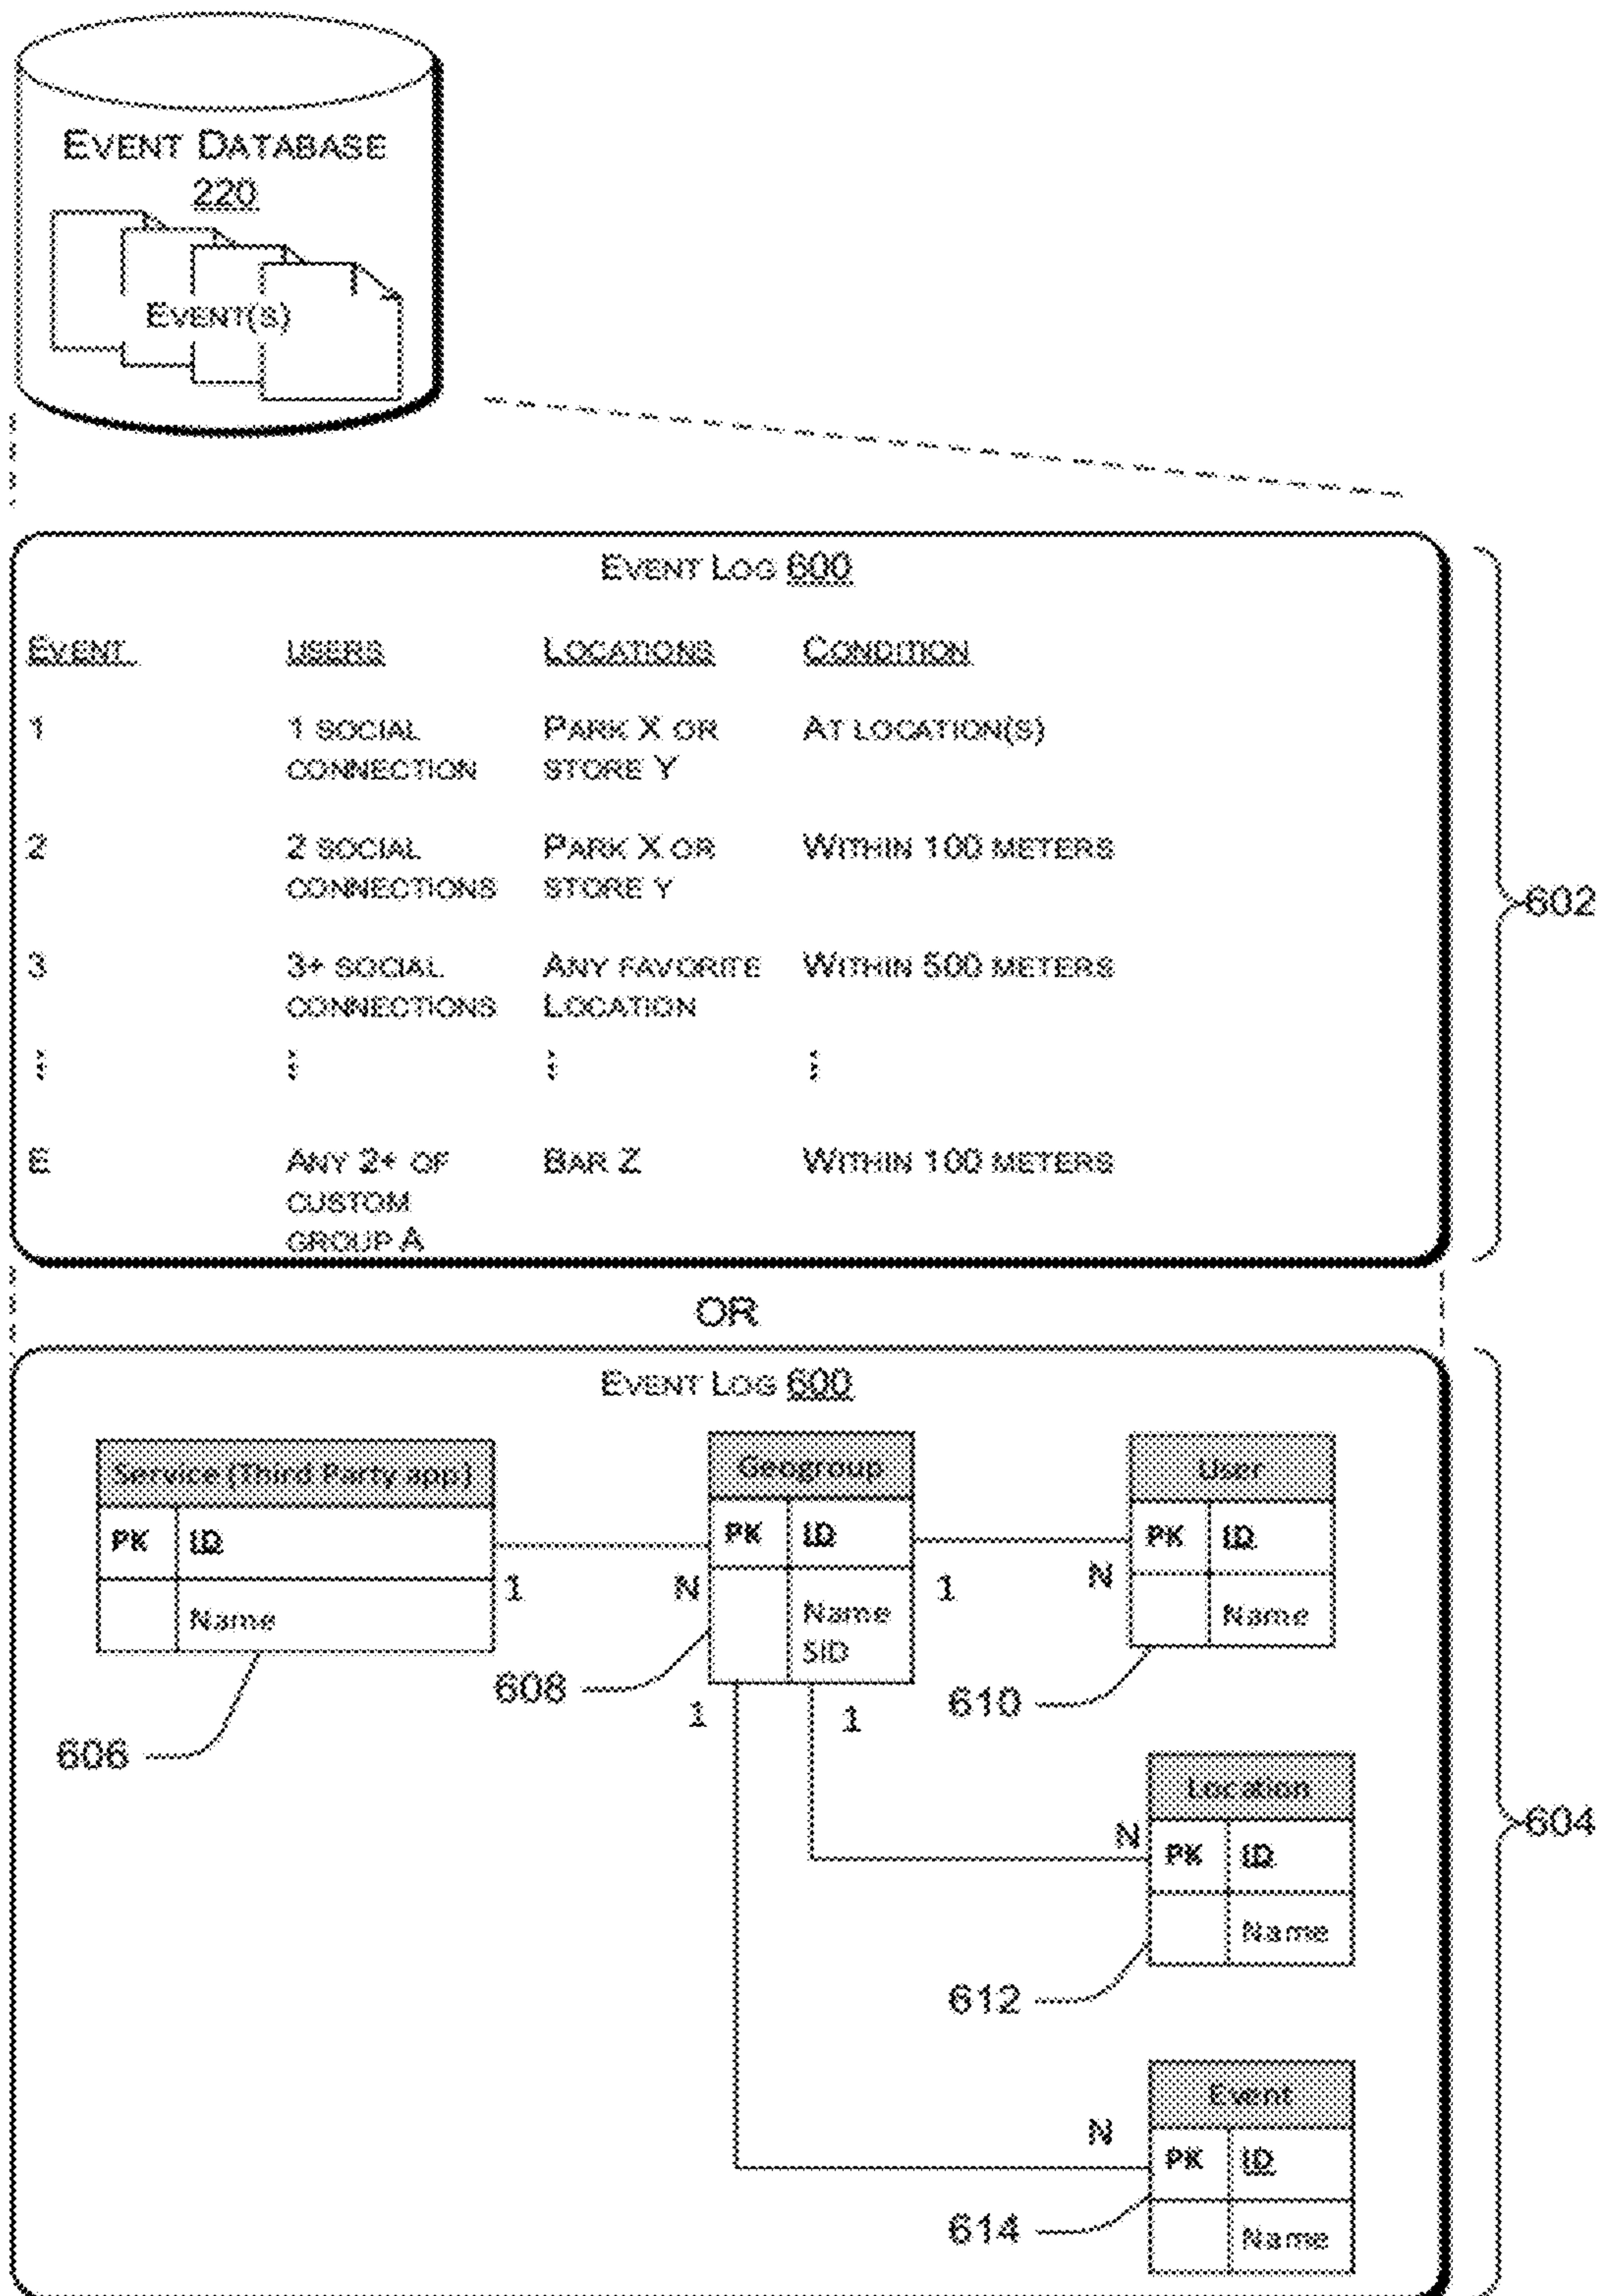 EVENT DATABASE
220
EVENT(S)
EVENT LOG 600
EVENT USERS LOCATIONS CONDITION
1 1 SOCIAL PARK X OR AT LOCATION(S)
CONNECTION STORE Y
2 2 SOCIAL PARK X OR WITHIN 100 METERS
CONNECTIONS STORE Y
3 3+ SOCIAL ANY FAVORITE WITHIN 500 METERS
CONNECTIONS LOCATION
⋮ ⋮ ⋮ ⋮
E ANY 2+ OF BAR Z WITHIN 100 METERS
CUSTOM
GROUP A
602
OR
EVENT LOG 600
Service (Third Party app)
PK ID
Name
1
N
606
Geogroup
PK ID
Name
SID
608
1
N
1
1
User
PK ID
Name
610
Location
N
PK ID
Name
612
604
Event
N
PK ID
Name
614